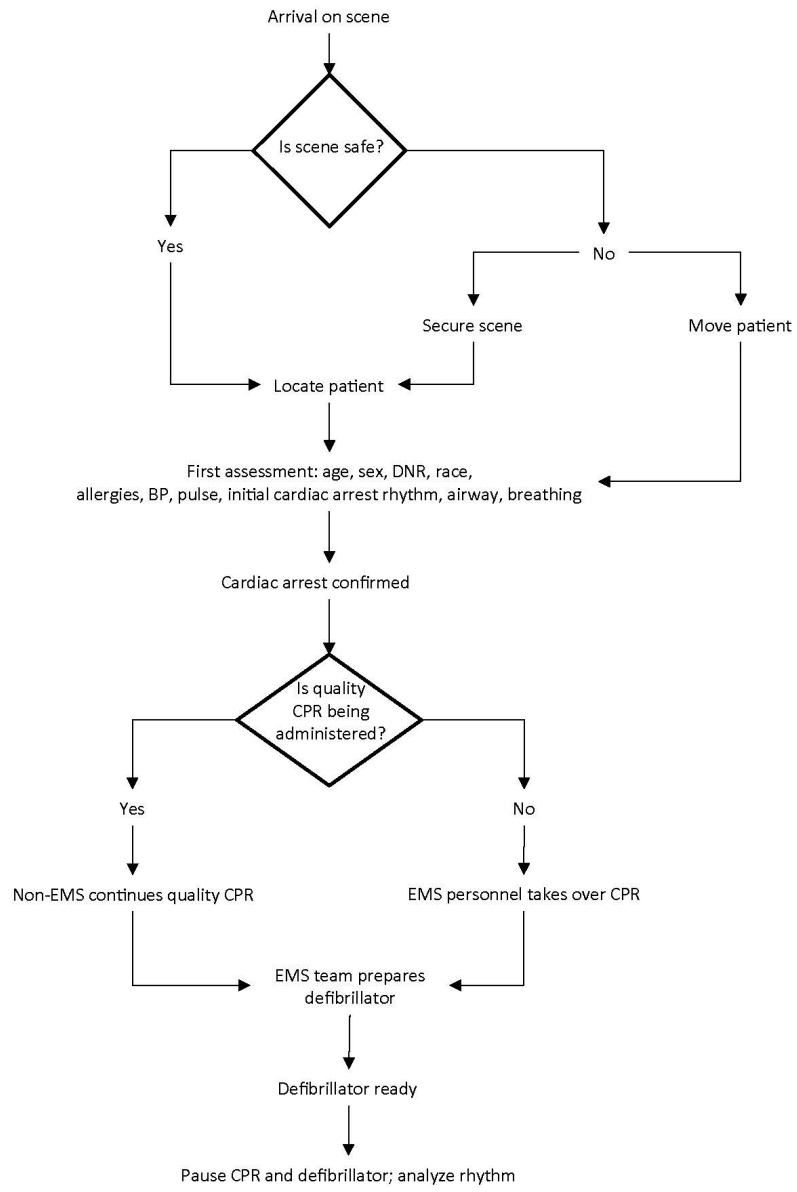 Arrival on scene
Is scene safe?
Yes
No
Secure scene
Move patient
Locate patient
First assessment: age, sex, DNR, race,
allergies, BP, pulse, initial cardiac arrest rhythm, airway, breathing
Cardiac arrest confirmed
Is quality
CPR being
administered?
Yes
No
Non-EMS continues quality CPR
EMS personnel takes over CPR
EMS team prepares
defibrillator
Defibrillator ready
Pause CPR and defibrillator; analyze rhythm